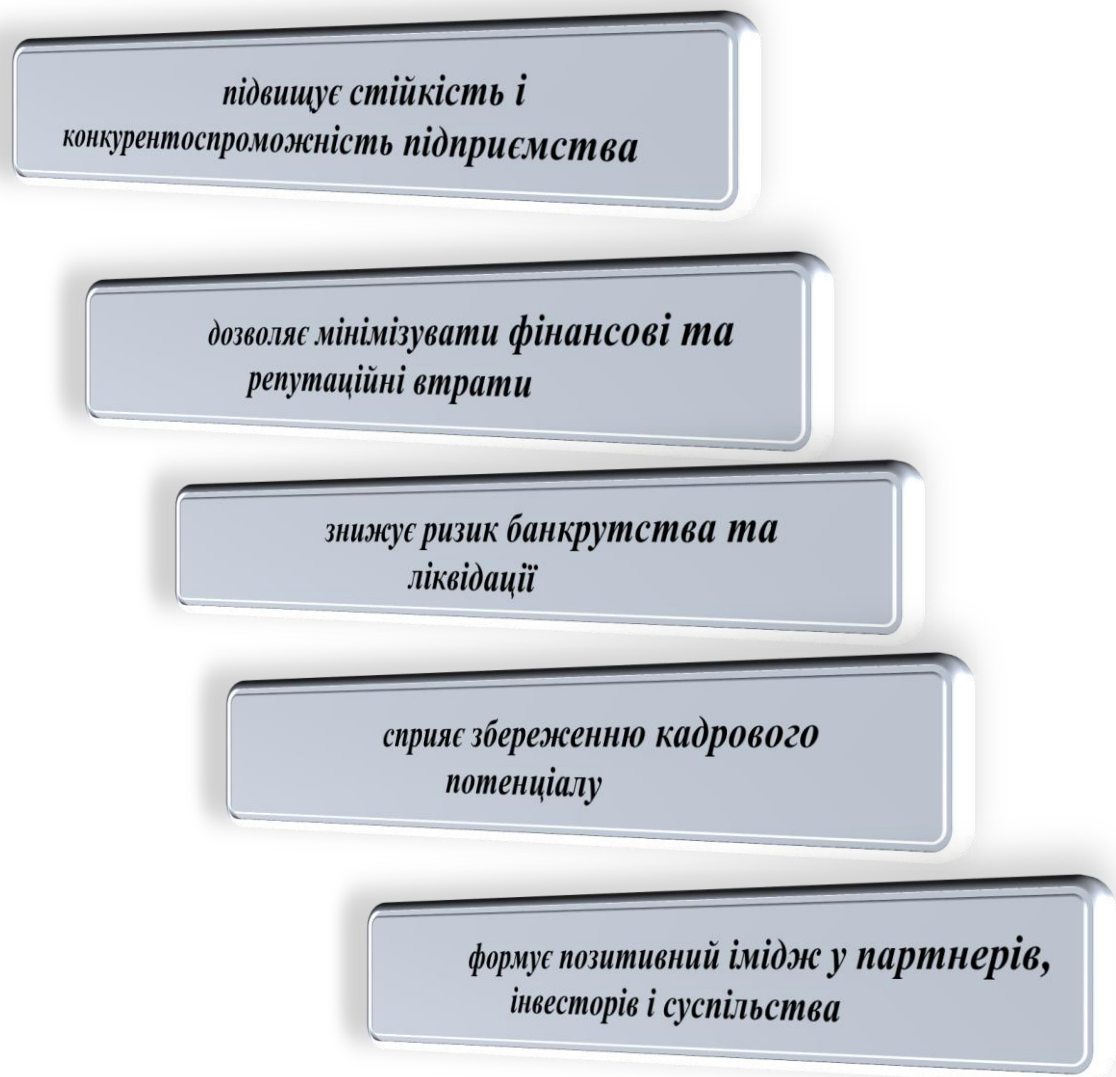 підвищує стійкість і
конкурентоспроможність підприємства
дозволяє мінімізувати фінансові та
репутаційні втрати
знижує ризик банкрутства та
ліквідації
сприяє збереженню кадрового
потенціалу
формує позитивний імідж у партнерів,
інвесторів і суспільства